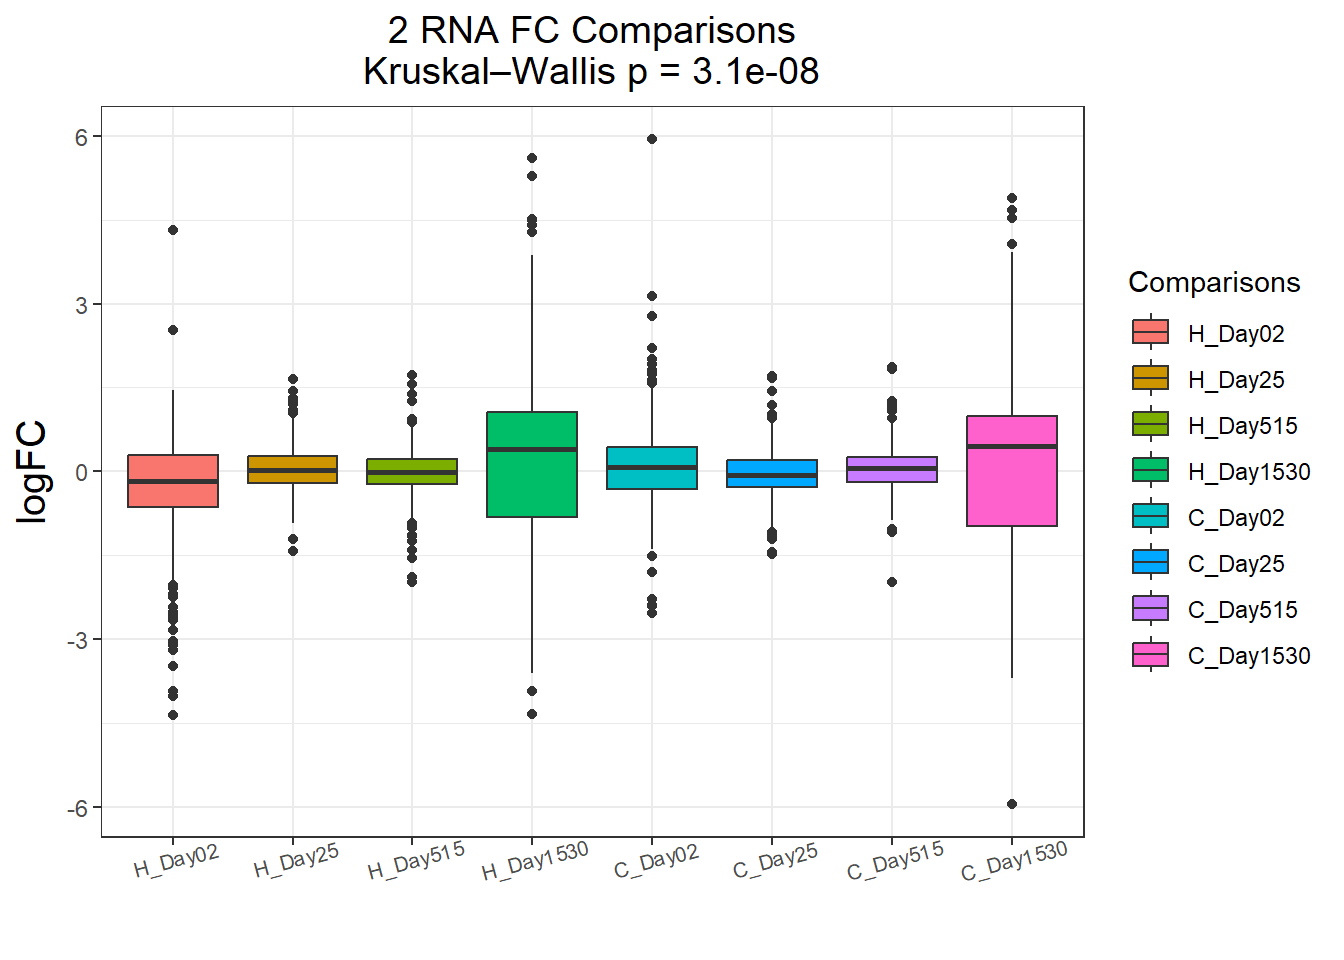 2 RNA FC Comparisons
Kruskal–Wallis p = 3.1e-08
logFC
6
3
0
-3
-6
H_Day02
H_Day25
H_Day515
H_Day1530
C_Day02
C_Day25
C_Day515
C_Day1530
Comparisons
H_Day02
H_Day25
H_Day515
H_Day1530
C_Day02
C_Day25
C_Day515
C_Day1530